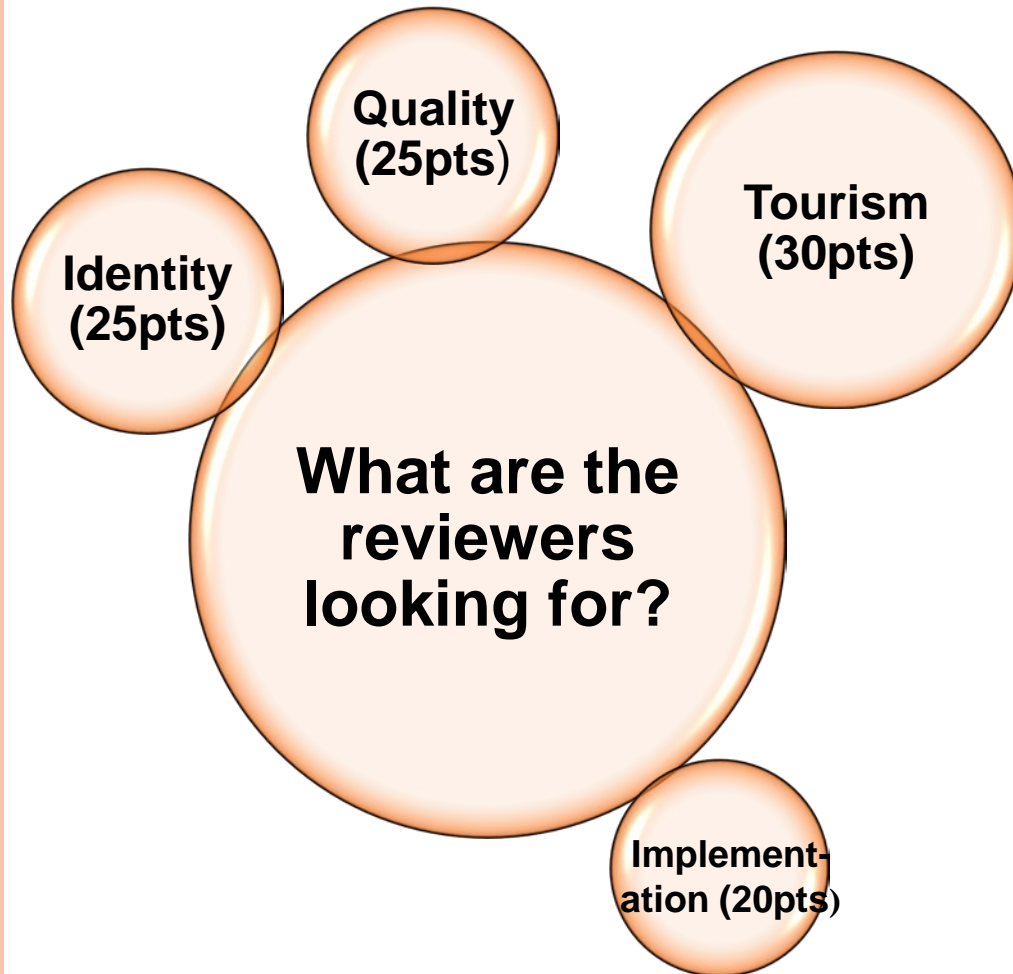 Quality
(25pts)
Tourism
(30pts)
Identity
(25pts)
What are the
reviewers
looking for?
Implement-
ation (20pts)